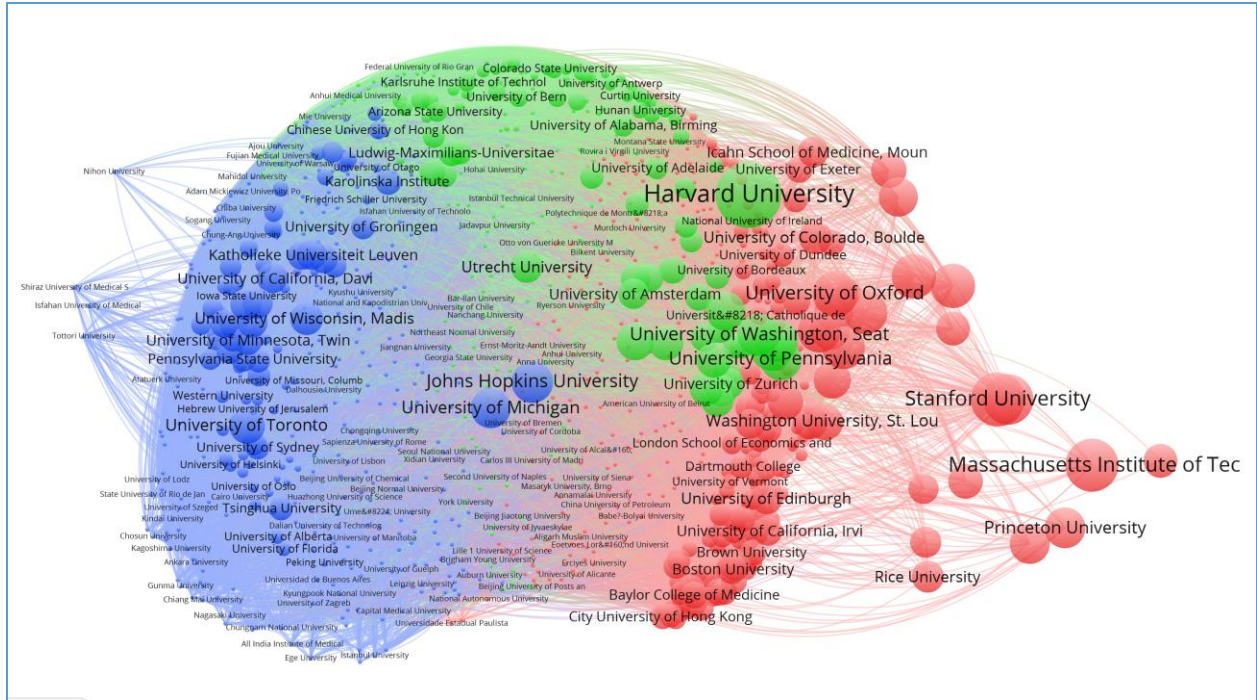 Federal University of Rio Gran
Colorado State University
Karlsruhe Institute of Technol
University of Antwerp
Anhui Medical University
University of Bern
Curtin University
Arizona State University
Hunan University
Mie University
Chinese University of Hong Kon
University of Alabama, Birming
Montana State University
Ajou University
Ludwig-Maximilians-Universitae
Rovira i Virgili University
Icahn School of Medicine, Moun
Fujian Medical University
University of Warsaw
University of Otago
Hohai University
University of Adelaide
University of Exeter
Nihon University
Mahidol University
Karolinska Institute
Adam Mickiewicz University, Po
Friedrich Schiller University
Istanbul Technical University
Harvard University
Chiba University
Isfahan University of Technolo
Polytechnique de Montr&#8218;a
Sogang University
University of Groningen
Jadavpur University
Murdoch University
National University of Ireland
Chung-Ang University
Otto von Guericke University M
University of Colorado, Boulde
Katholieke Universiteit Leuven
Bilkent University
University of Dundee
Utrecht University
University of Bordeaux
University of California, Davi
Shiraz University of Medical S
Kyushu University
Iowa State University
Bar-Ilan University
University of Amsterdam
University of Oxford
Isfahan University of Medical
National and Kapodistrian Univ
University of Chile
Ryerson University
Nanchang University
Universit&#8218; Catholique de
Tottori University
University of Wisconsin, Madis
Northeast Normal University
University of Washington, Seat
University of Minnesota, Twin
Jiangnan University
Ernst-Moritz-Arndt University
Anhui University
Pennsylvania State University
Georgia State University
Anna University
University of Pennsylvania
Ataturk University
University of Missouri, Columb
Johns Hopkins University
University of Zurich
Dalhousie University
Western University
Stanford University
Hebrew University of Jerusalem
University of Michigan
American University of Beirut
University of Toronto
University of Bremen
University of Cordoba
Washington University, St. Lou
Chongqing University
Sapienza University of Rome
London School of Economics and
University of Sydney
Seoul National University
University of Alcal&#160;
Xidian University
University of Helsinki
University of Lisbon
Carlos III University of Madri
Massachusetts Institute of Tec
Dartmouth College
University of Lodz
Beijing University of Chemical
Second University of Naples
University of Siena
University of Vermont
University of Oslo
Beijing Normal University
Masaryk University, Brno
State University of Rio de Jan
Cairo University
Huazhong University of Science
Annamalai University
University of Edinburgh
University of Szeged
Tsinghua University
York University
China University of Petroleum
Ume&#8224; University
Kindai University
Beijing Jiaotong University
Babe?-Bolyai University
Dalian University of Technolog
University of Jyvaeskylae
Princeton University
Chosun University
University of Alberta
University of Manitoba
Aligarh Muslim University
University of California, Irvi
Kagoshima University
University of Florida
Eoetvoes Lor&#160;nd Universit
Lille 1 University of Science
Brown University
Ankara University
Peking University
Brigham Young University
Erciyes University
University of Guelph
Boston University
Gunma University
Universidad de Buenos Aires
Auburn University
University of Alicante
Rice University
Leipzig University
Beijing University of Posts an
Chiang Mai University
Kyungpook National University
National Autonomous University
Baylor College of Medicine
University of Zagreb
Nagasaki University
Capital Medical University
City University of Hong Kong
Chungnam National University
Universidade Estadual Paulista
All India Institute of Medical
Ege University
Istanbul University